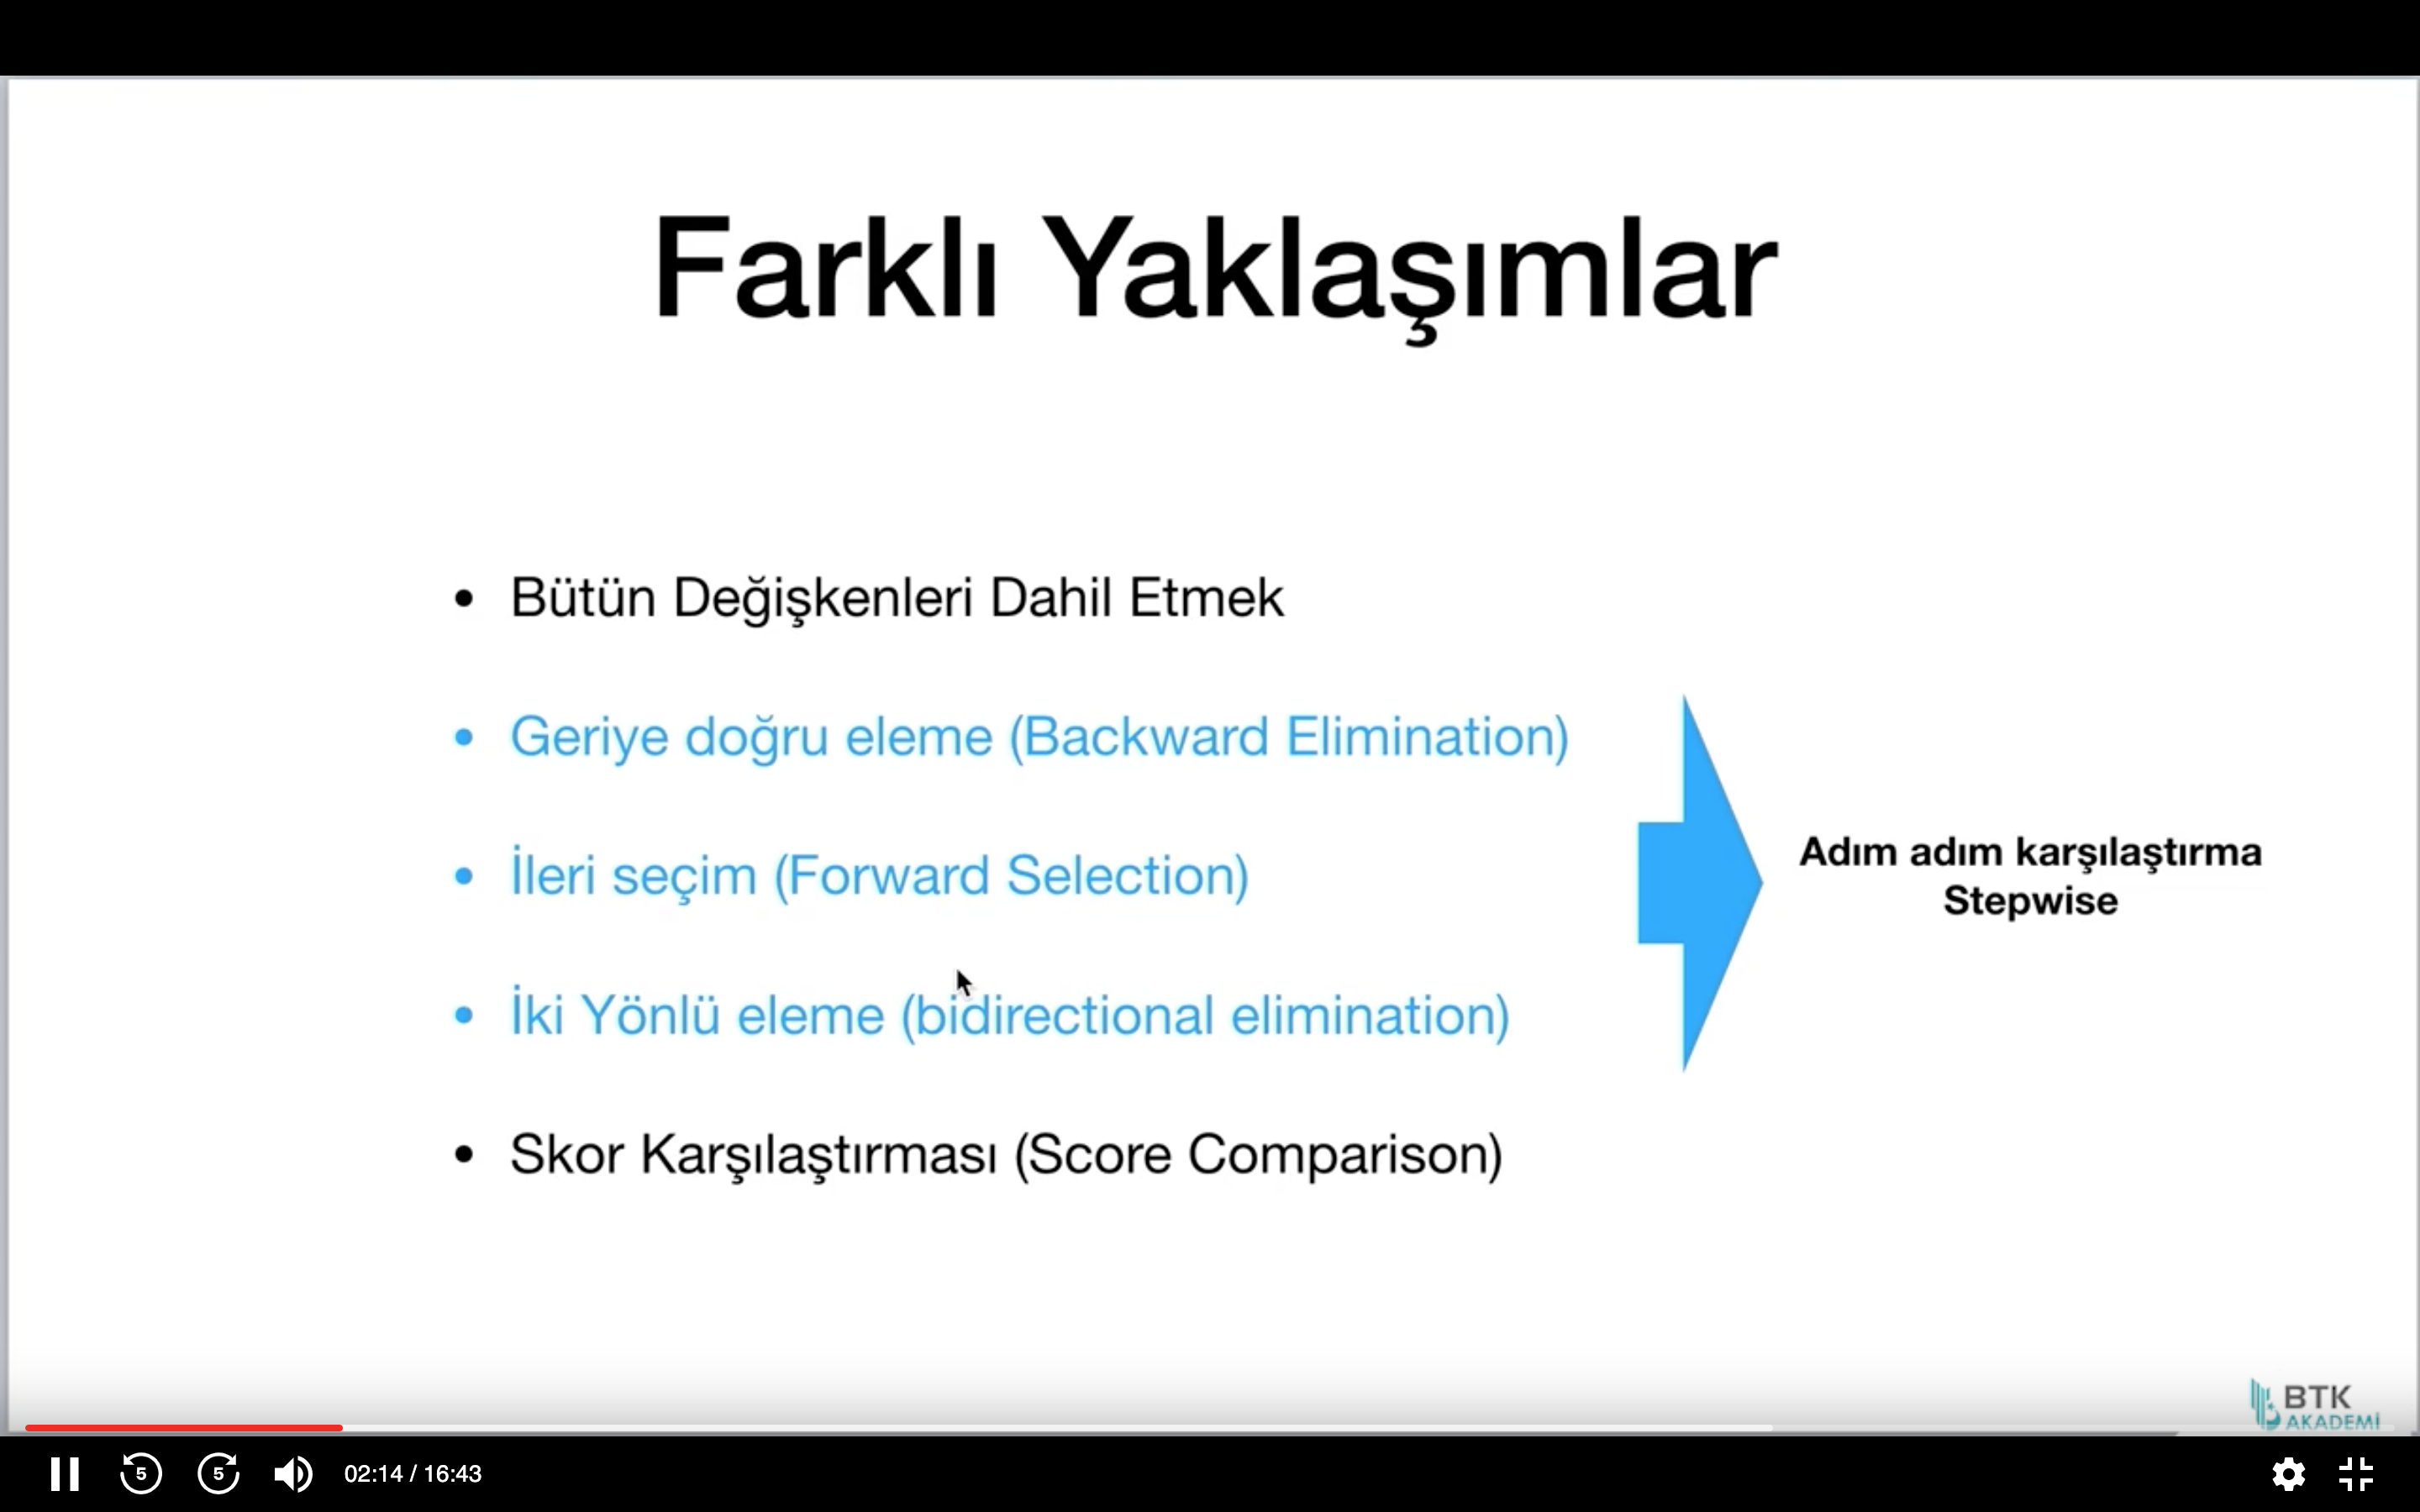 Farklı Yaklaşımlar
• Bütün Değişkenleri Dahil Etmek
• Geriye doğru eleme (Backward Elimination)
• İleri seçim (Forward Selection)
• İki Yönlü eleme (bidirectional elimination)
• Skor Karşılaştırması (Score Comparison)
Adım adım karşılaştırma
Stepwise
BTK
AKADEMİ
5
5
02:14 / 16:43